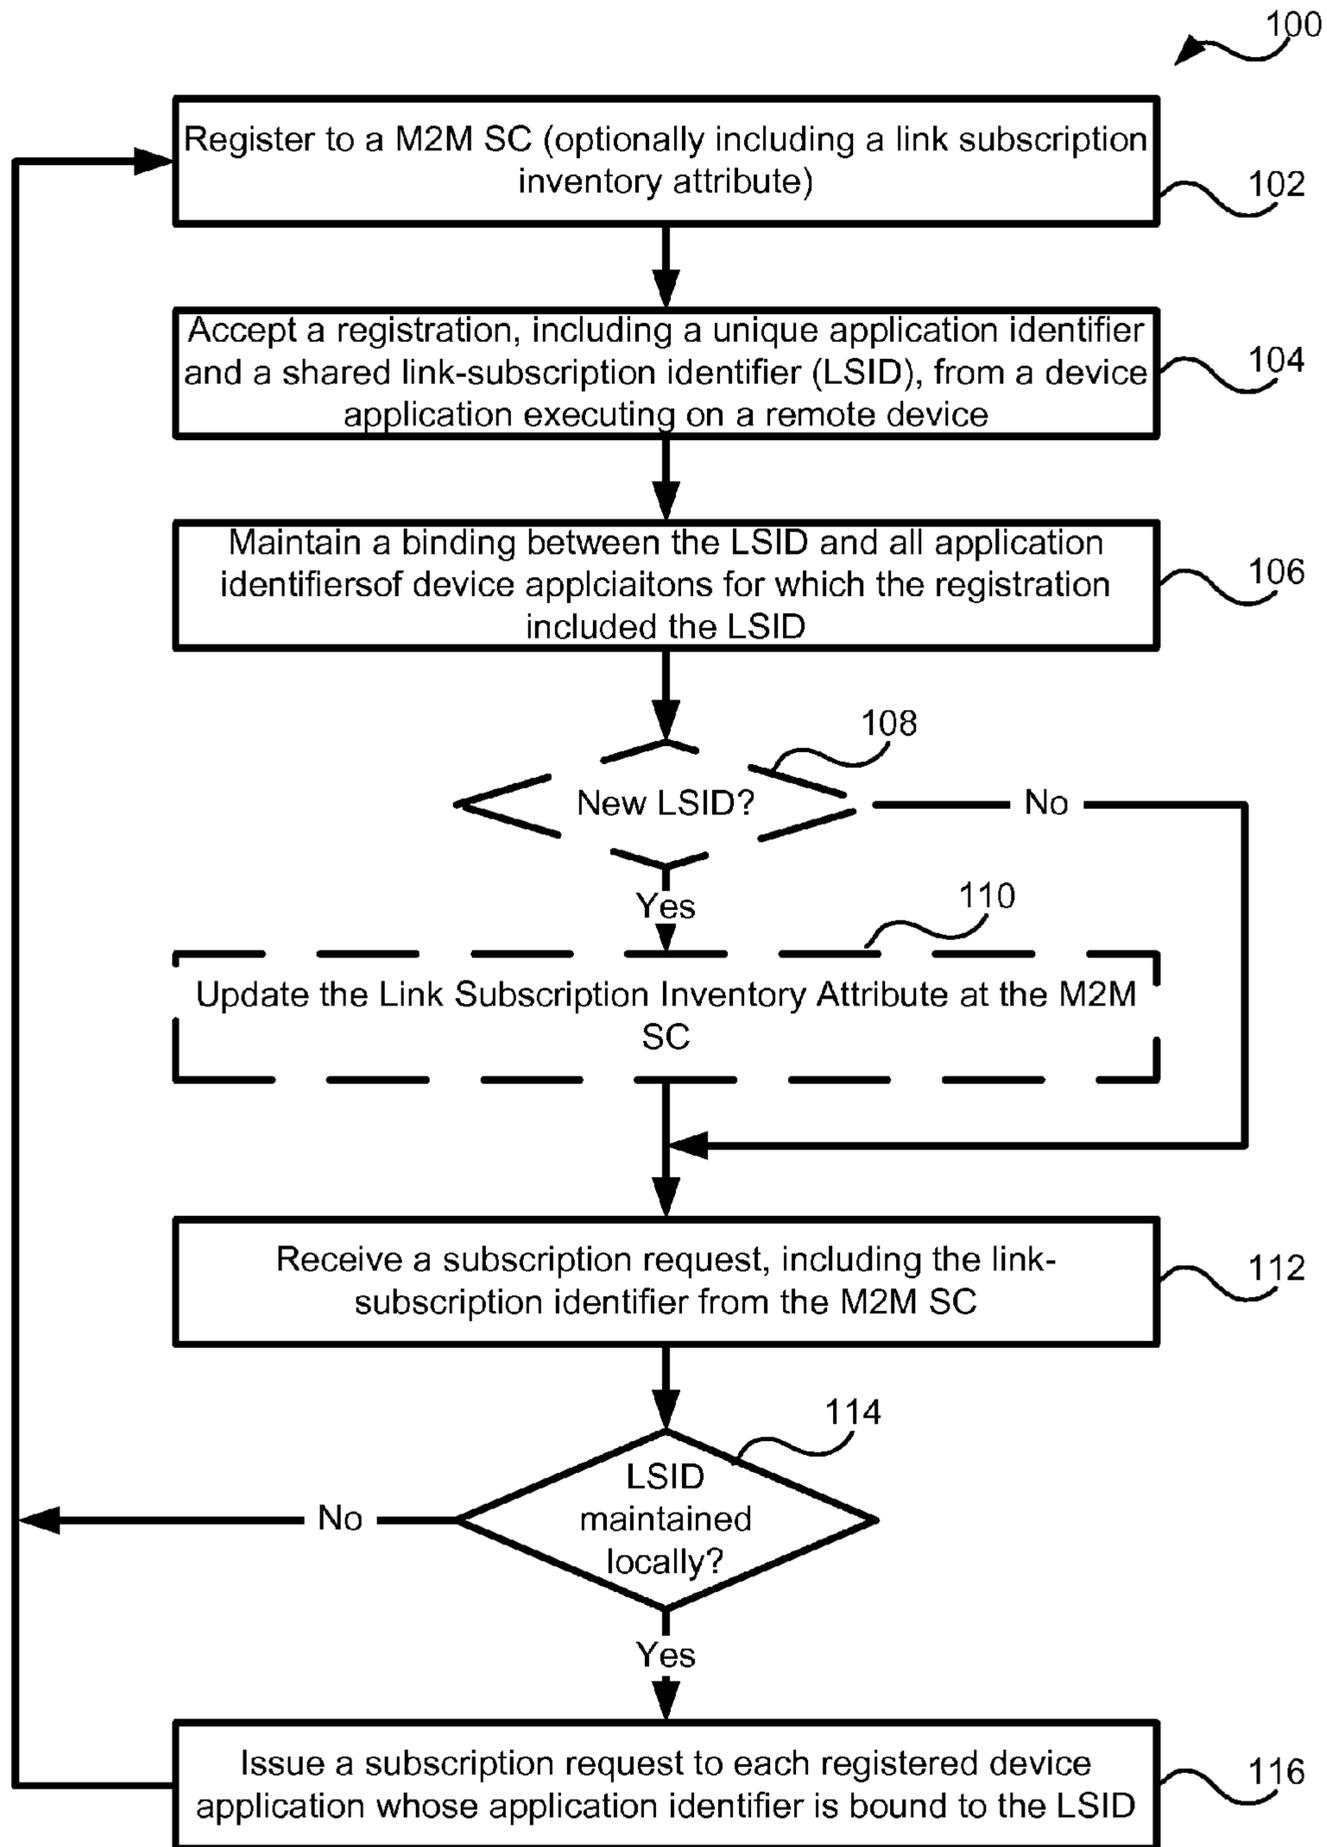 100
Register to a M2M SC (optionally including a link subscription
inventory attribute)
102
Accept a registration, including a unique application identifier
and a shared link-subscription identifier (LSID), from a device
application executing on a remote device
104
Maintain a binding between the LSID and all application
identifiersof device applciaitons for which the registration
included the LSID
106
108
New LSID?
No
Yes
110
Update the Link Subscription Inventory Attribute at the M2M
SC
Receive a subscription request, including the link-
subscription identifier from the M2M SC
112
114
LSID
maintained
locally?
No
Yes
Issue a subscription request to each registered device
application whose application identifier is bound to the LSID
116